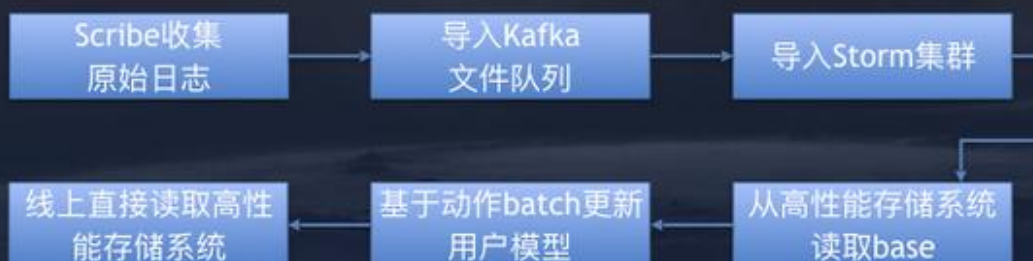 Scribe收集
原始日志
导入Kafka
文件队列
导入Storm集群
从高性能存储系统
读取base
基于动作batch更新
用户模型
线上直接读取高性
能存储系统